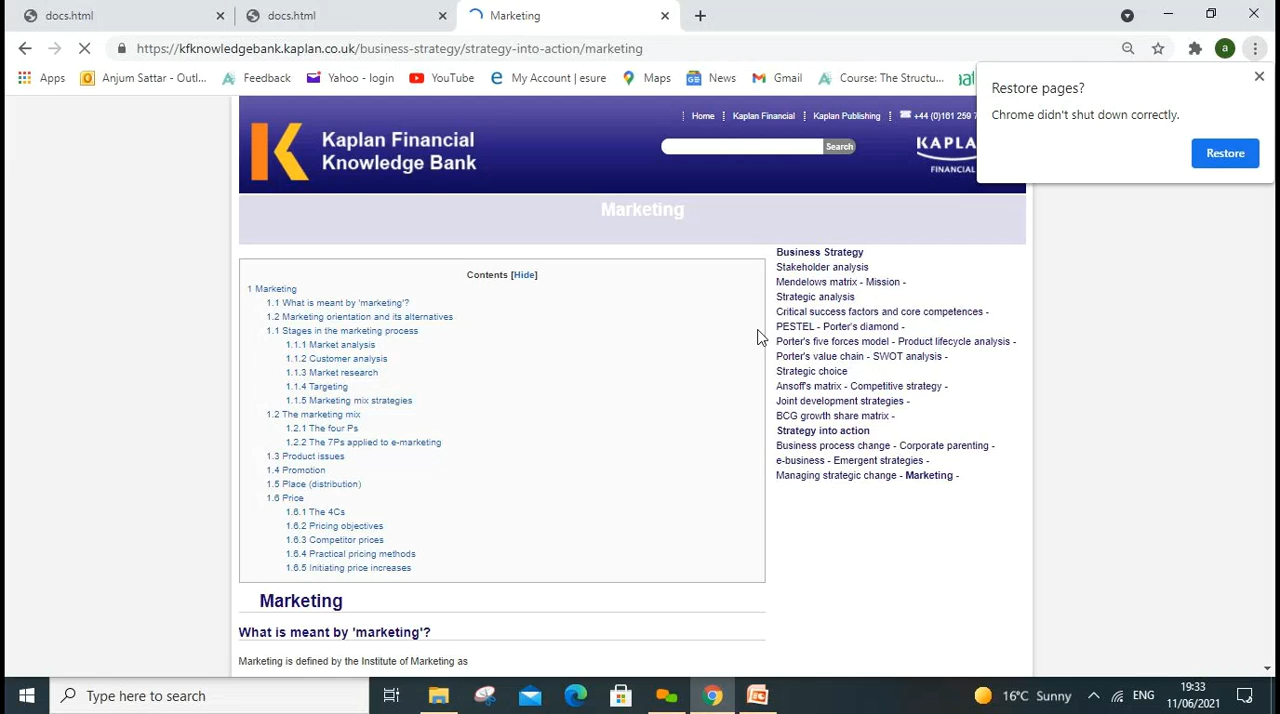 docs.html
docs.html
Marketing
https://kfknowledgebank.kaplan.co.uk/business-strategy/strategy-into-action/marketing
Apps
Anjum Sattar - Outl...
Feedback
Yahoo - login
YouTube
My Account | esure
Maps
News
Gmail
Course: The Structu...
Restore pages?
Chrome didn't shut down correctly.
Restore
Home
Kaplan Financial
Kaplan Publishing
+44 (0)161 259 7
Kaplan Financial
Knowledge Bank
Search
KAPLA
FINANCIAL
Marketing
Contents [Hide]
1 Marketing
1.1 What is meant by 'marketing'?
1.2 Marketing orientation and its alternatives
1.1 Stages in the marketing process
1.1.1 Market analysis
1.1.2 Customer analysis
1.1.3 Market research
1.1.4 Targeting
1.1.5 Marketing mix strategies
1.2 The marketing mix
1.2.1 The four Ps
1.2.2 The 7Ps applied to e-marketing
1.3 Product issues
1.4 Promotion
1.5 Place (distribution)
1.6 Price
1.6.1 The 4Cs
1.6.2 Pricing objectives
1.6.3 Competitor prices
1.6.4 Practical pricing methods
1.6.5 Initiating price increases
Business Strategy
Stakeholder analysis
Mendelows matrix - Mission -
Strategic analysis
Critical success factors and core competences -
PESTEL - Porter's diamond -
Porter's five forces model - Product lifecycle analysis -
Porter's value chain - SWOT analysis -
Strategic choice
Ansoff's matrix - Competitive strategy -
Joint development strategies -
BCG growth share matrix -
Strategy into action
Business process change - Corporate parenting -
e-business - Emergent strategies -
Managing strategic change - Marketing -
Marketing
What is meant by 'marketing'?
Marketing is defined by the Institute of Marketing as
Type here to search
16°C Sunny
ENG
19:33
11/06/2021